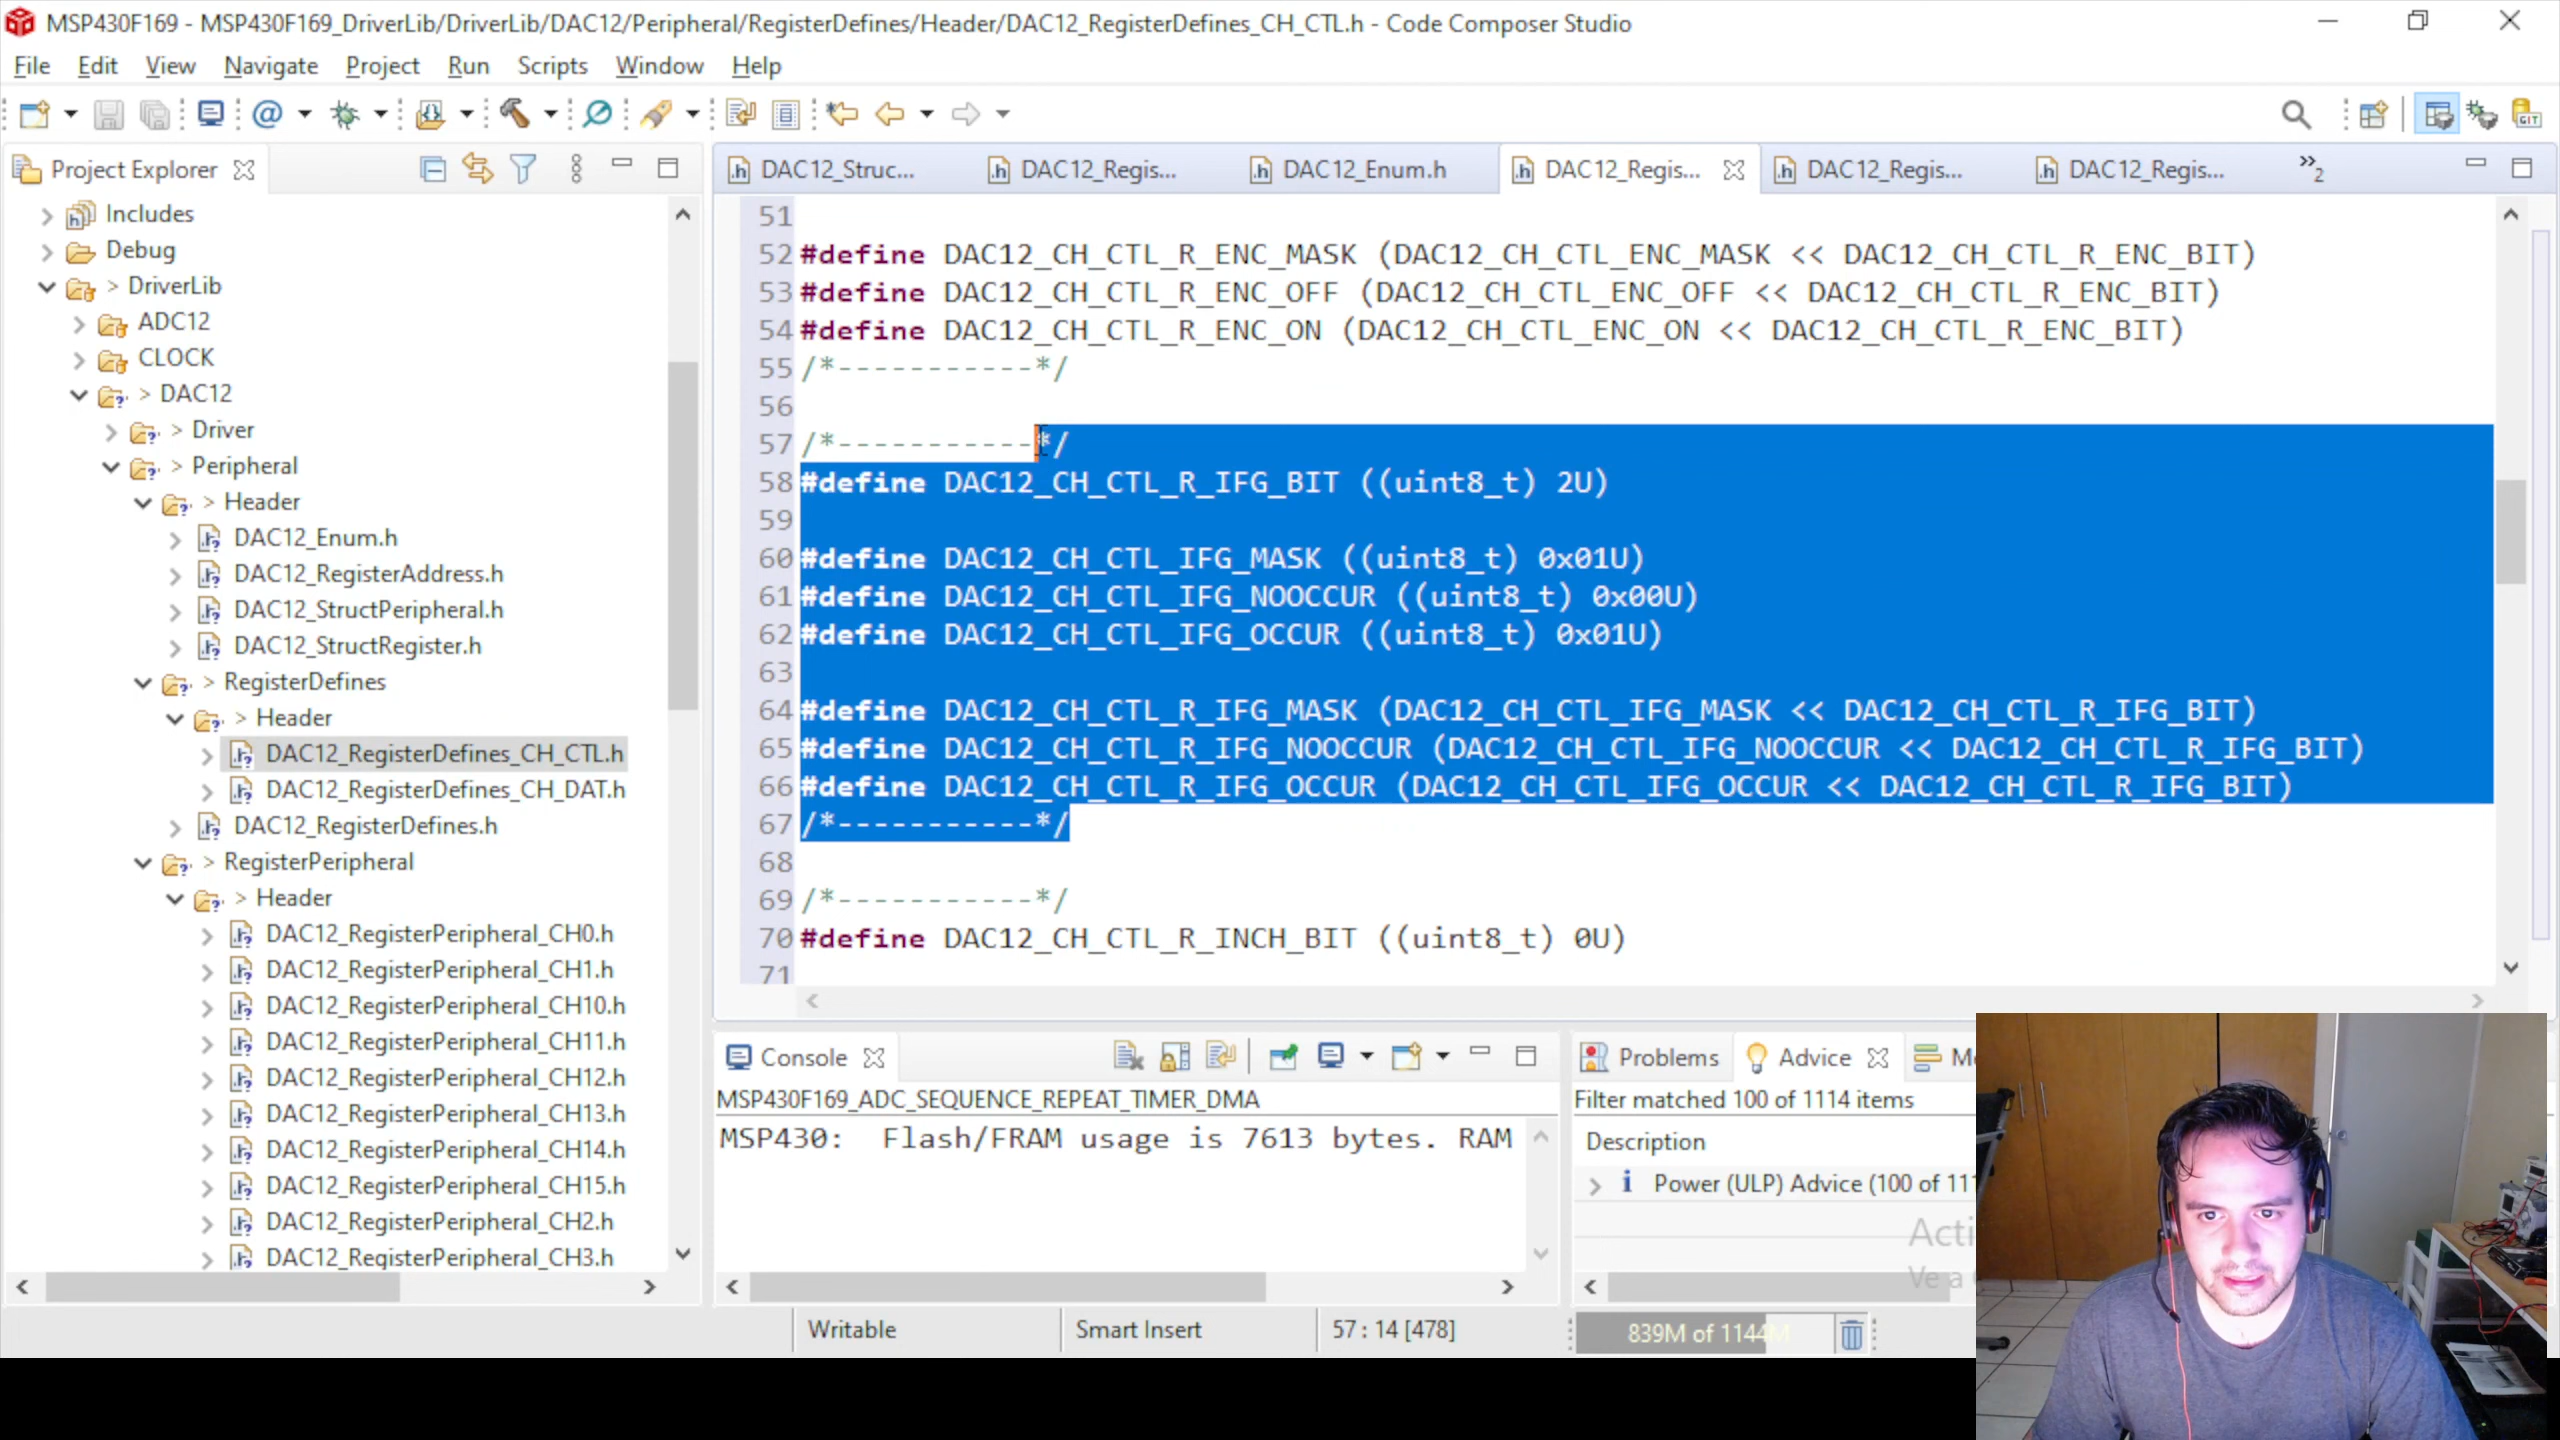 MSP430F169 - MSP430F169_DriverLib/DriverLib/DAC12/Peripheral/RegisterDefines/Header/DAC12_RegisterDefines_CH_CTL.h - Code Composer Studio
File Edit View Navigate Project Run Scripts Window Help
Project Explorer
Includes
Debug
> DriverLib
ADC12
CLOCK
> DAC12
> Driver
> Peripheral
> Header
DAC12_Enum.h
DAC12_RegisterAddress.h
DAC12_StructPeripheral.h
DAC12_StructRegister.h
> RegisterDefines
> Header
DAC12_RegisterDefines_CH_CTL.h
DAC12_RegisterDefines_CH_DAT.h
DAC12_RegisterDefines.h
> RegisterPeripheral
> Header
DAC12_RegisterPeripheral_CH0.h
DAC12_RegisterPeripheral_CH1.h
DAC12_RegisterPeripheral_CH10.h
DAC12_RegisterPeripheral_CH11.h
DAC12_RegisterPeripheral_CH12.h
DAC12_RegisterPeripheral_CH13.h
DAC12_RegisterPeripheral_CH14.h
DAC12_RegisterPeripheral_CH15.h
DAC12_RegisterPeripheral_CH2.h
DAC12_RegisterPeripheral_CH3.h
DAC12_Struc... DAC12_Regis... DAC12_Enum.h DAC12_Regis... DAC12_Regis... DAC12_Regis... »2
51
52 #define DAC12_CH_CTL_R_ENC_MASK (DAC12_CH_CTL_ENC_MASK << DAC12_CH_CTL_R_ENC_BIT)
53 #define DAC12_CH_CTL_R_ENC_OFF (DAC12_CH_CTL_ENC_OFF << DAC12_CH_CTL_R_ENC_BIT)
54 #define DAC12_CH_CTL_R_ENC_ON (DAC12_CH_CTL_ENC_ON << DAC12_CH_CTL_R_ENC_BIT)
55 /*-----------*/
56
57 /*-----------*/
58 #define DAC12_CH_CTL_R_IFG_BIT ((uint8_t) 2U)
59
60 #define DAC12_CH_CTL_IFG_MASK ((uint8_t) 0x01U)
61 #define DAC12_CH_CTL_IFG_NOOCCUR ((uint8_t) 0x00U)
62 #define DAC12_CH_CTL_IFG_OCCUR ((uint8_t) 0x01U)
63
64 #define DAC12_CH_CTL_R_IFG_MASK (DAC12_CH_CTL_IFG_MASK << DAC12_CH_CTL_R_IFG_BIT)
65 #define DAC12_CH_CTL_R_IFG_NOOCCUR (DAC12_CH_CTL_IFG_NOOCCUR << DAC12_CH_CTL_R_IFG_BIT)
66 #define DAC12_CH_CTL_R_IFG_OCCUR (DAC12_CH_CTL_IFG_OCCUR << DAC12_CH_CTL_R_IFG_BIT)
67 /*-----------*/
68
69 /*-----------*/
70 #define DAC12_CH_CTL_R_INCH_BIT ((uint8_t) 0U)
71
Console
MSP430F169_ADC_SEQUENCE_REPEAT_TIMER_DMA
MSP430: Flash/FRAM usage is 7613 bytes. RAM
Problems Advice M
Filter matched 100 of 1114 items
Description
i Power (ULP) Advice (100 of 111
Acti
Ve a
Writable Smart Insert 57 : 14 [478] 839M of 1144M